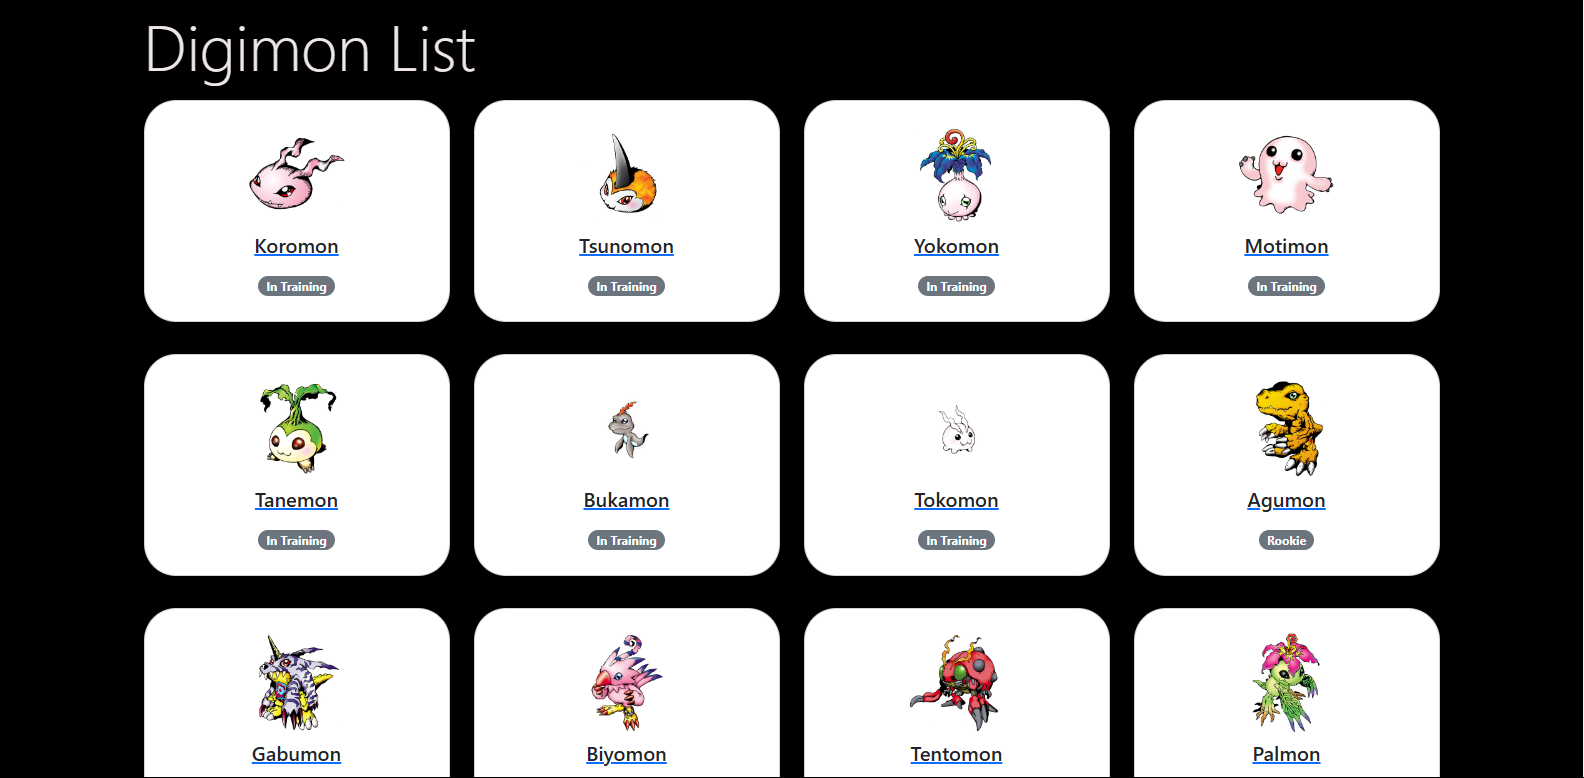 Digimon List
Koromon
Tsunomon
Yokomon
Motimon
In Training
In Training
In Training
In Training
Tanemon
Bukamon
Tokomon
Agumon
In Training
In Training
In Training
Rookie
Gabumon
Biyomon
Tentomon
Palmon